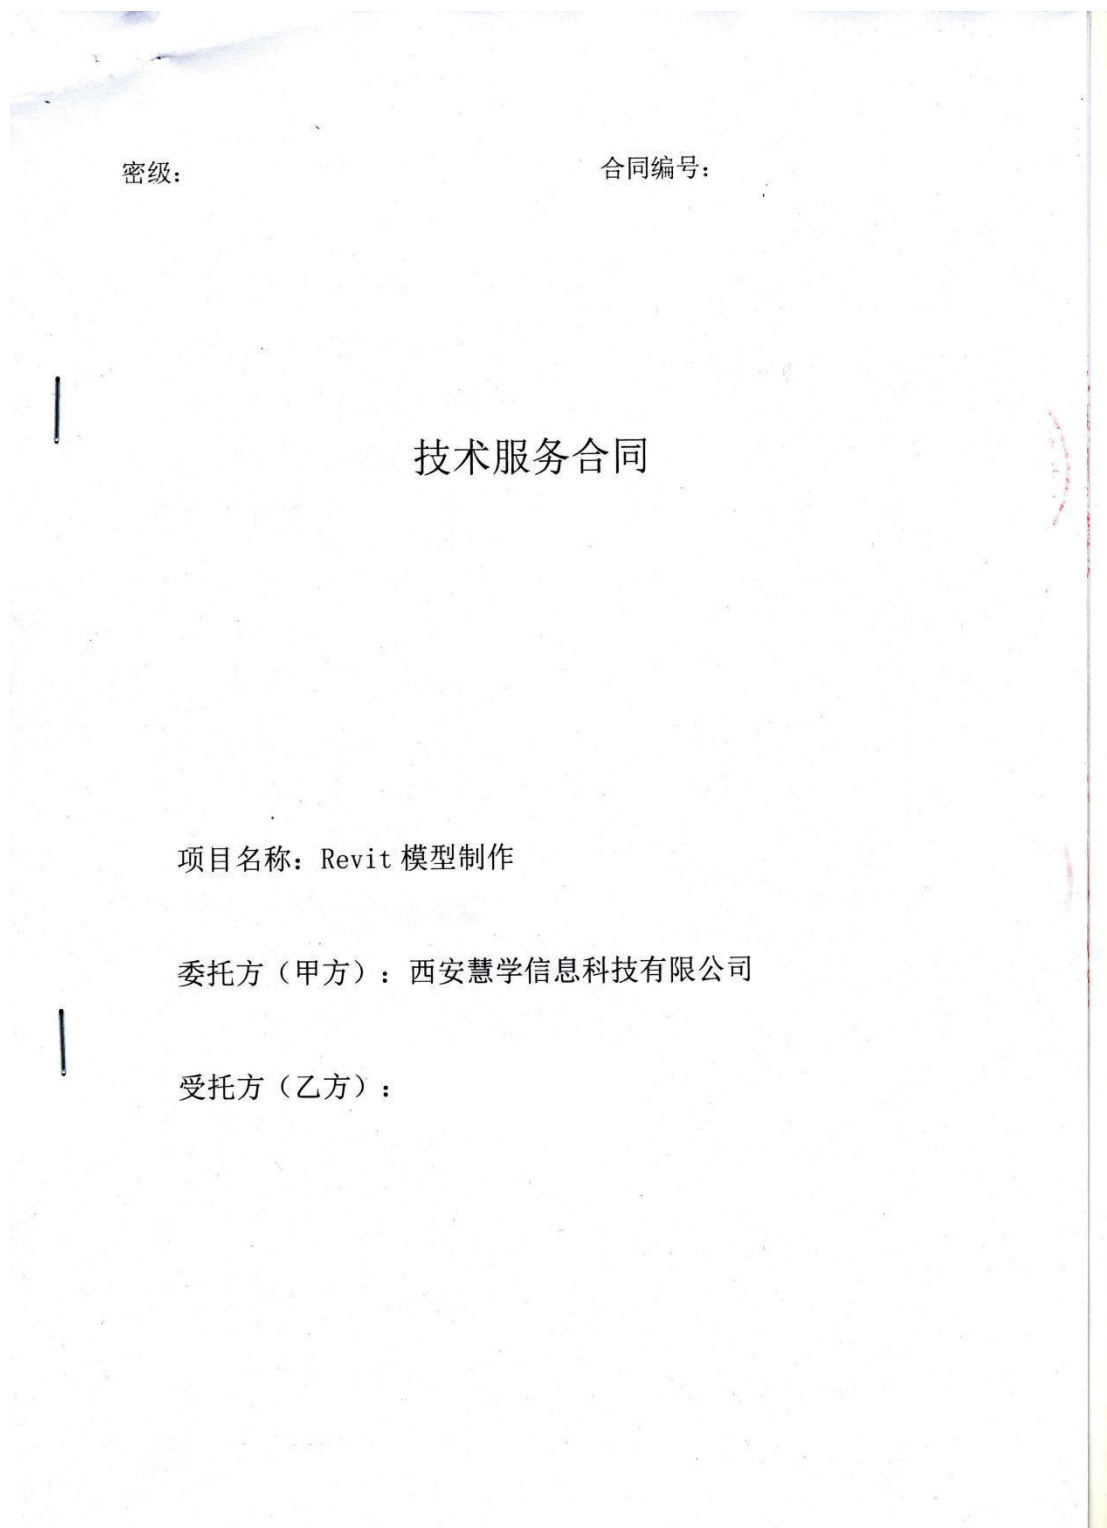 密级： 合同编号：
技术服务合同
项目名称：Revit 模型制作
委托方（甲方）：西安慧学信息科技有限公司
受托方（乙方）：